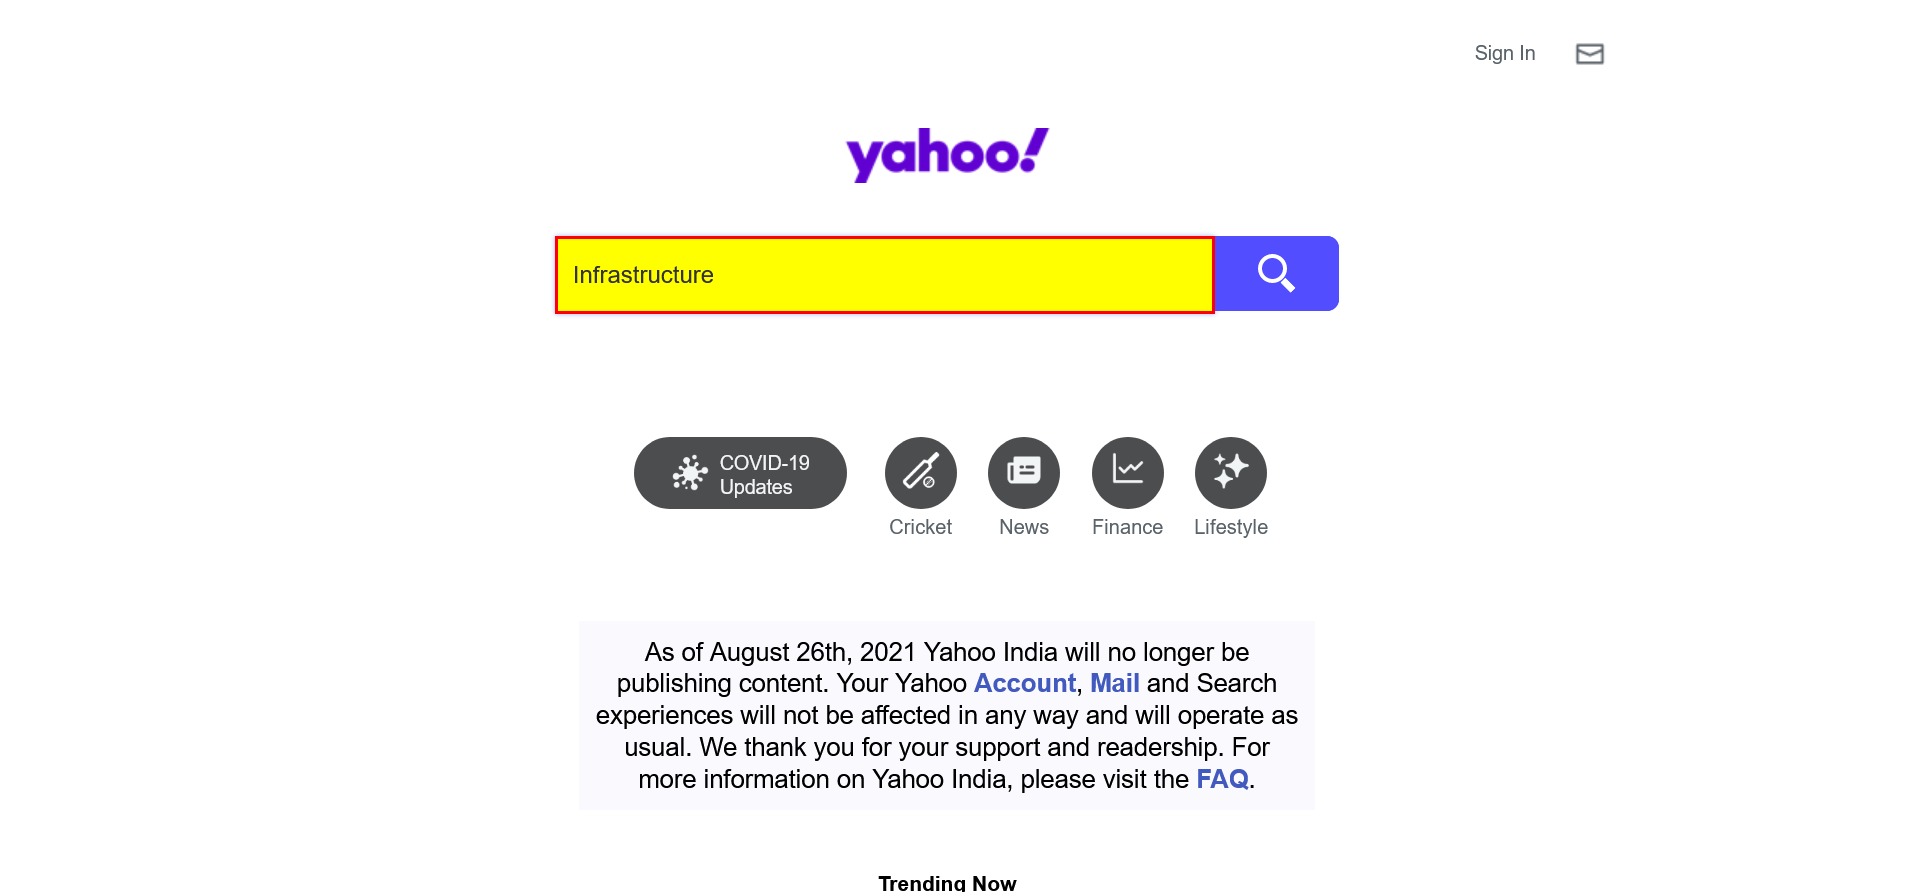 Sign In
yahoo!
Infrastructure
COVID-19
Updates
Cricket
News
Finance
Lifestyle
As of August 26th, 2021 Yahoo India will no longer be
publishing content. Your Yahoo Account, Mail and Search
experiences will not be affected in any way and will operate as
usual. We thank you for your support and readership. For
more information on Yahoo India, please visit the FAQ.
Trending Now